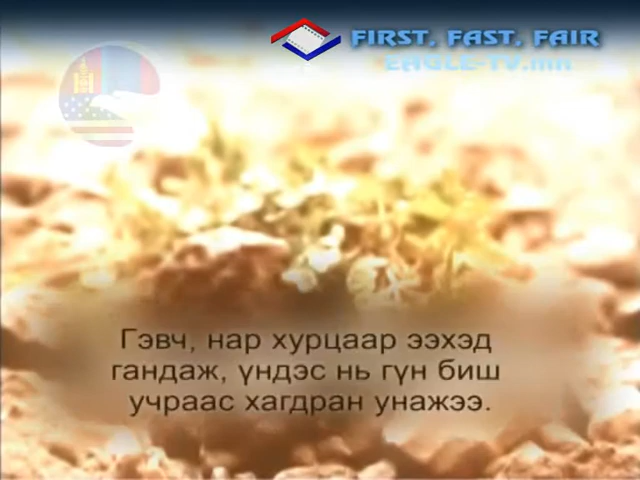 FIRST, FAST, FAIR
EAGLE-TV.mn
Гэвч, нар хурцаар ээхэд
гандаж, үндэс нь гүн биш
учраас хагдран унажээ.